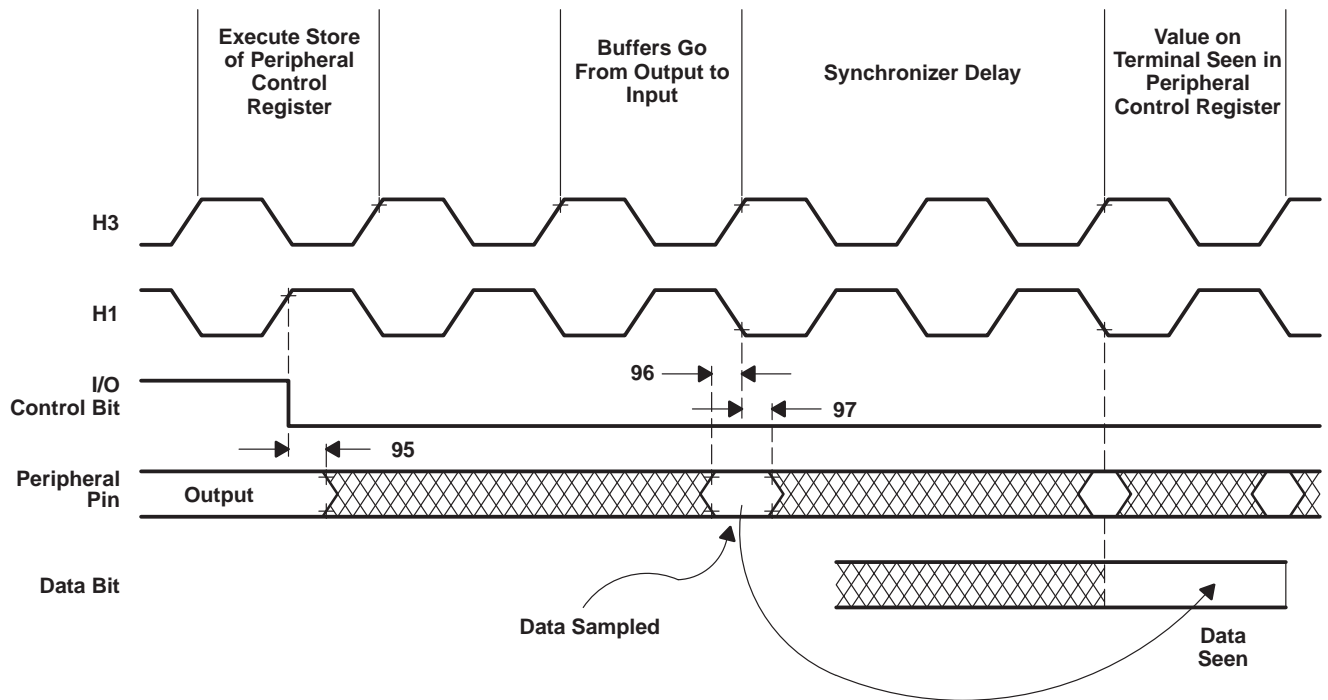 Execute Store
of Peripheral
Control
Register
Buffers Go
From Output to
Input
Synchronizer Delay
Value on
Terminal Seen in
Peripheral
Control Register
H3
H1
I/O
Control Bit
96
97
95
Peripheral
Pin
Output
Data Bit
Data Sampled
Data
Seen